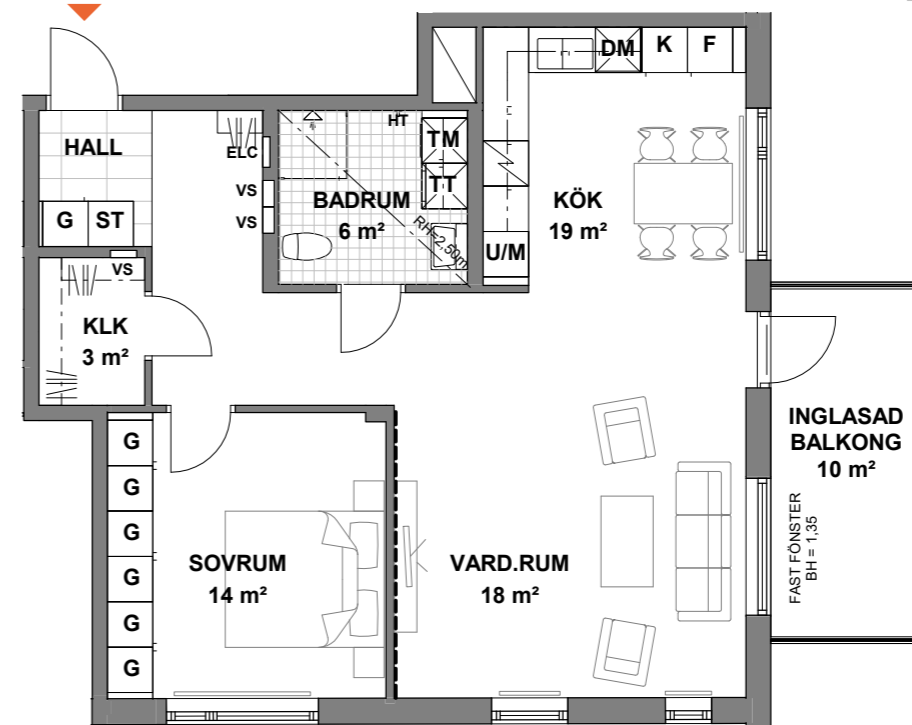 DM
K
F
HALL
ELC
HT
TM
VS
VS
TT
BADRUM
6 m²
RH=2,50m
KÖK
19 m²
G
ST
U/M
VS
KLK
3 m²
G
G
G
G
G
G
SOVRUM
14 m²
VARD.RUM
18 m²
INGLASAD
BALKONG
10 m²
FAST FÖNSTER
BH = 1,35